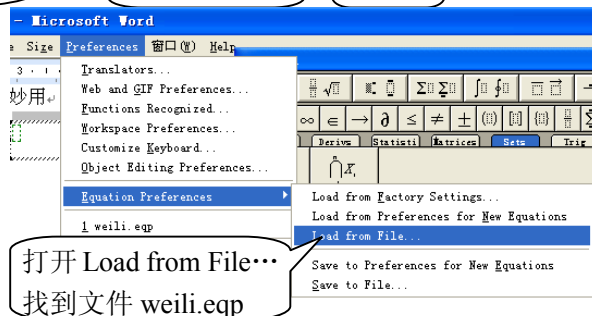 - Microsoft Word
Size Preferences 窗口(W) Help
Translators...
Web and GIF Preferences...
Functions Recognized...
Workspace Preferences...
Customize Keyboard...
Object Editing Preferences...
Equation Preferences
1 weili.eqp
妙用
Derivs Statisti Matrices Sets Trig
Load from Factory Settings...
Load from Preferences for New Equations
Load from File...
Save to Preferences for New Equations
Save to File...
打开 Load from File…
找到文件 weili.eqp